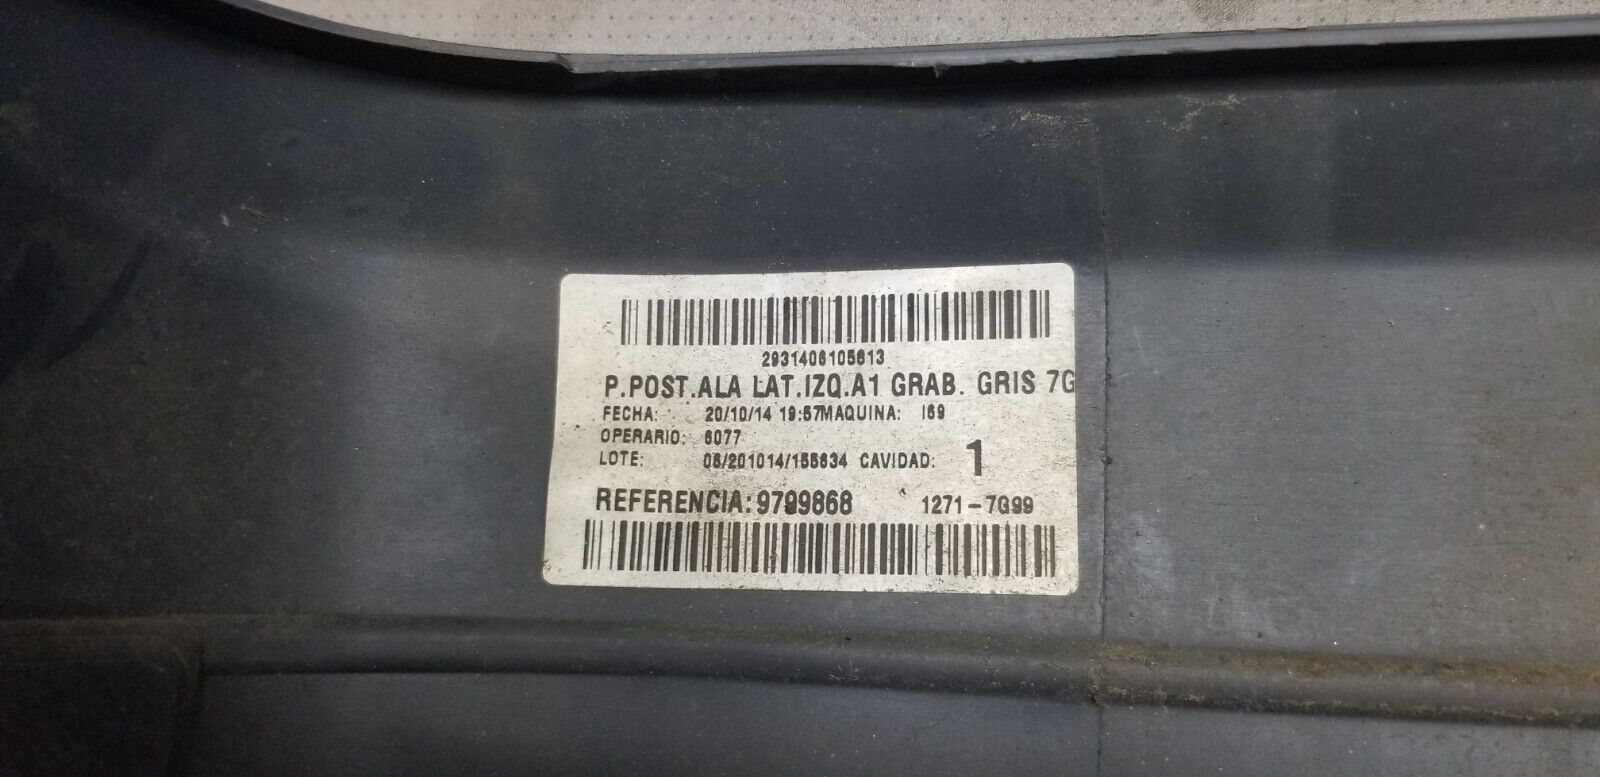 2931406105613
P.POST.ALA LAT.IZQ.A1 GRAB. GRIS 7G
FECHA: 20/10/14 19:57MAQUINA: I69
OPERARIO: 6077
LOTE: 06/201014/155634 CAVIDAD: 1
REFERENCIA: 9799868 1271-7G99